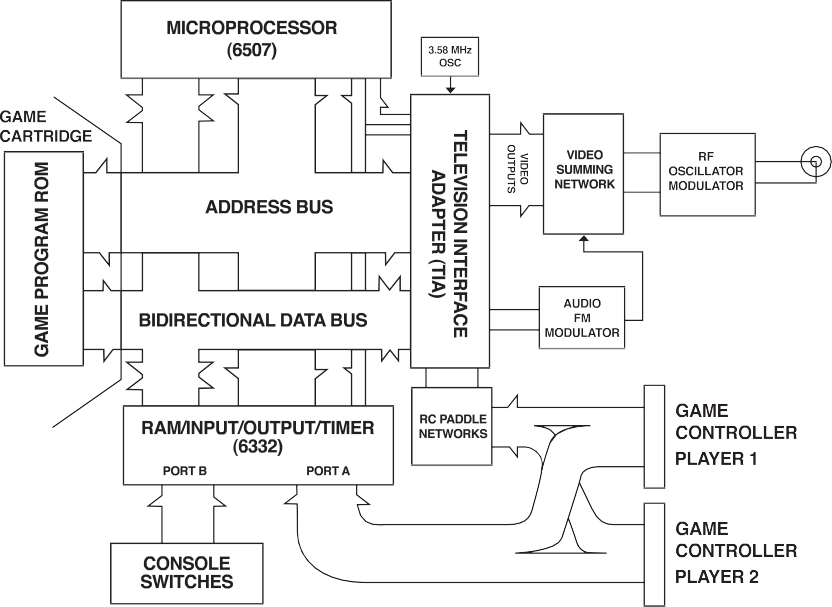 MICROPROCESSOR
(6507)
3.58 MHz
OSC
GAME
CARTRIDGE
GAME PROGRAM ROM
ADDRESS BUS
BIDIRECTIONAL DATA BUS
TELEVISION INTERFACE
ADAPTER (TIA)
VIDEO
OUTPUTS
VIDEO
SUMMING
NETWORK
RF
OSCILLATOR
MODULATOR
AUDIO
FM
MODULATOR
RAM/INPUT/OUTPUT/TIMER
(6332)
PORT B
PORT A
RC PADDLE
NETWORKS
GAME
CONTROLLER
PLAYER 1
GAME
CONTROLLER
PLAYER 2
CONSOLE
SWITCHES